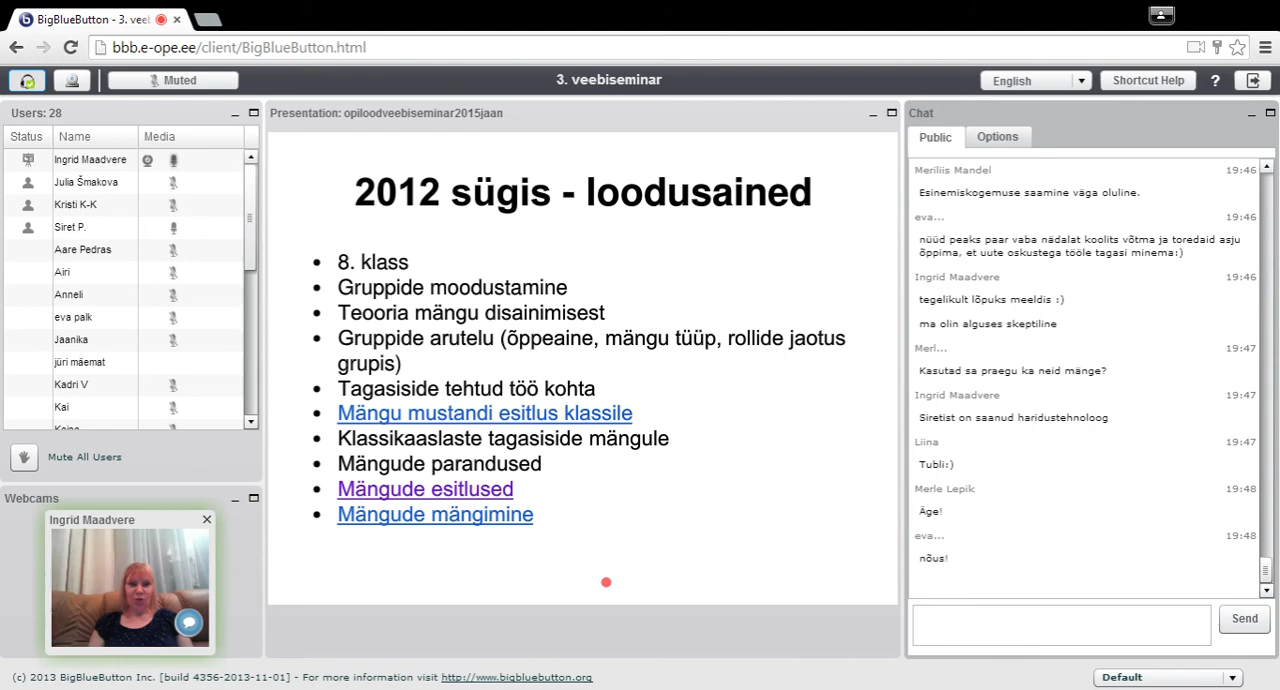 BigBlueButton - 3. veel
bbb.e-ope.ee/client/BigBlueButton.html
Muted
3. veebiseminar
English
Shortcut Help
?
Users: 28
Status Name Media
Ingrid Maadvere
Julia Šmakova
Kristi K-K
Siret P.
Aare Pedras
Airi
Anneli
eva palk
Jaanika
jüri mäemat
Kadri V
Kai
Mute All Users
Webcams
Ingrid Maadvere
Presentation: opiloodveebiseminar2015jaan
2012 sügis - loodusained
• 8. klass
• Gruppide moodustamine
• Teooria mängu disainimisest
• Gruppide arutelu (õppeaine, mängu tüüp, rollide jaotus
grupis)
• Tagasiside tehtud töö kohta
• Mängu mustandi esitlus klassile
• Klassikaaslaste tagasiside mängule
• Mängude parandused
• Mängude esitlused
• Mängude mängimine
Chat
Public Options
Meriliis Mandel 19:46
Esinemiskogemuse saamine väga oluline.
eva... 19:46
nüüd peaks paar vaba nädalat koolits võtma ja toredaid asju
õppima, et uute oskustega tööle tagasi minema:)
Ingrid Maadvere 19:46
tegelikult lõpuks meeldis :)
ma olin alguses skeptiline
Merl... 19:47
Kasutad sa praegu ka neid mänge?
Ingrid Maadvere 19:47
Siretist on saanud haridustehnoloog
Liina 19:47
Tubli:)
Merle Lepik 19:48
Äge!
eva... 19:48
nõus!
Send
(c) 2013 BigBlueButton Inc. [build 4356-2013-11-01] - For more information visit http://www.bigbluebutton.org
Default